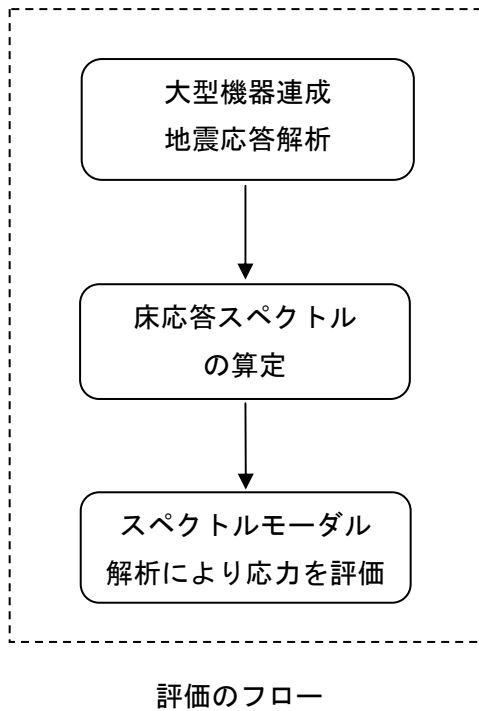 大型機器連成
地震応答解析
床応答スペクトル
の算定
スペクトルモーダル
解析により応力を評価
評価のフロー